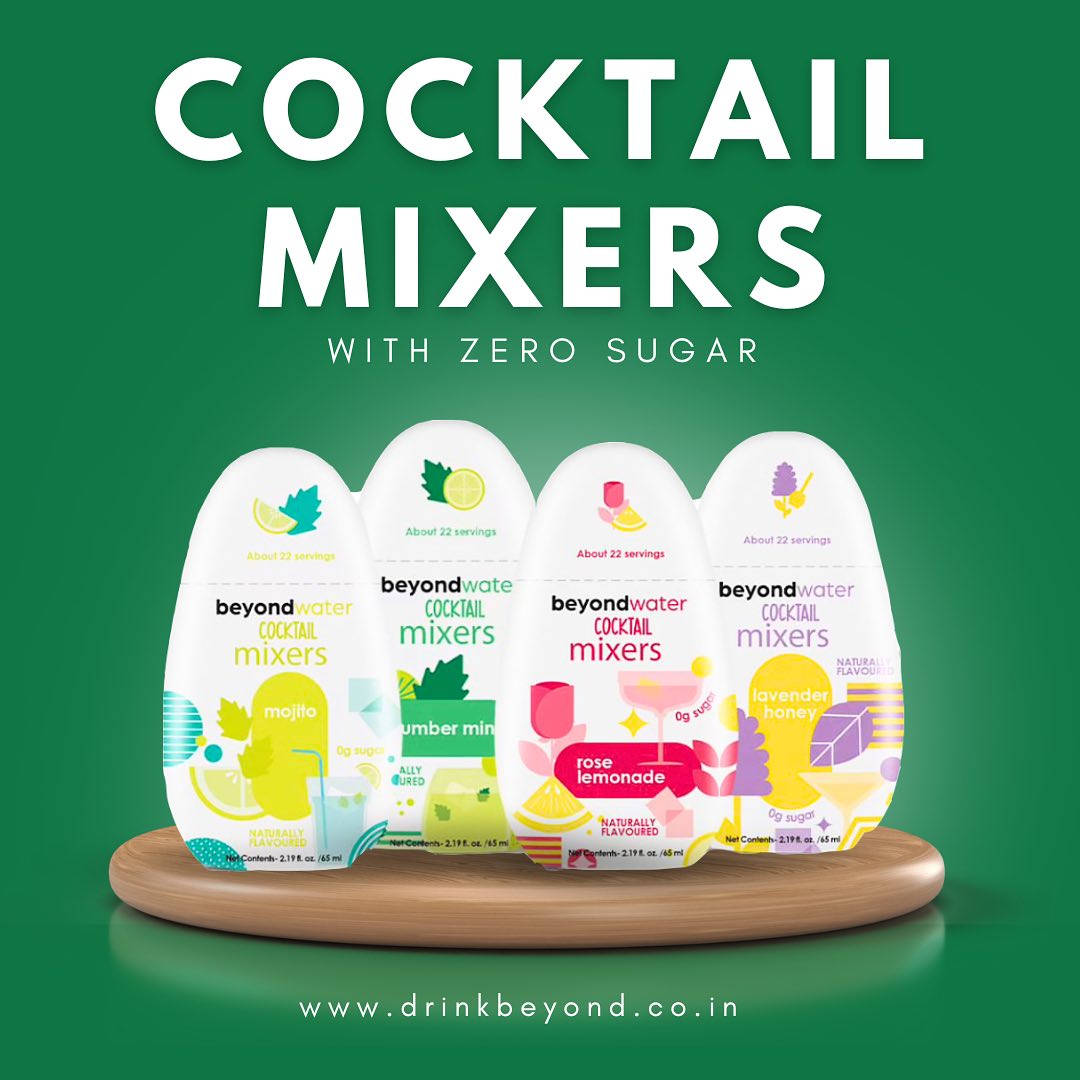 COCKTAIL
MIXERS
WITH ZERO SUGAR
About 22 servings
beyondwater
COCKTAIL
mixers
mojito
0g sugar
NATURALLY
FLAVOURED
Net Contents- 2.19 fl. oz. /65 ml
About 22 servings
beyondwate
COCKTAIL
mixers
umber min
ALLY
URED
Net Contents- 2.19 fl. oz. /65 ml
About 22 servings
beyondwater
COCKTAIL
mixers
0g sugar
rose
lemonade
NATURALLY
FLAVOURED
Net Contents- 2.19 fl. oz. /65 ml
About 22 servings
beyondwater
COCKTAIL
mixers
NATURALLY
FLAVOURED
lavender
honey
0g sugar
Net Contents- 2.19 fl. oz. /65 ml
www.drinkbeyond.co.in